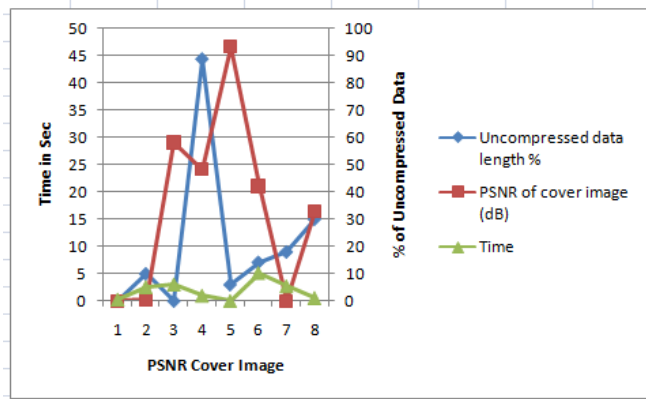 50
45
40
35
30
25
20
15
10
5
0
Time in Sec
100
90
80
70
60
50
40
30
20
10
0
% of Uncompressed Data
1 2 3 4 5 6 7 8
PSNR Cover Image
Uncompressed data
length %
PSNR of cover image
(dB)
Time